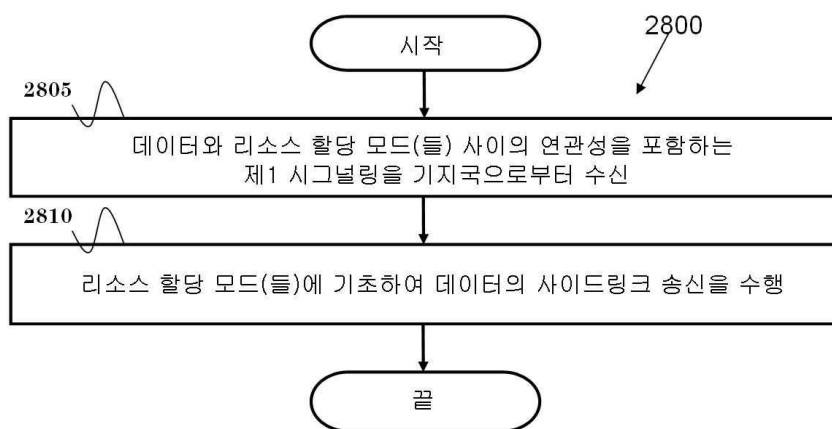 2800
시작
2805
데이터와 리소스 할당 모드(들) 사이의 연관성을 포함하는
제1 시그널링을 기지국으로부터 수신
2810
리소스 할당 모드(들)에 기초하여 데이터의 사이드링크 송신을 수행
끝